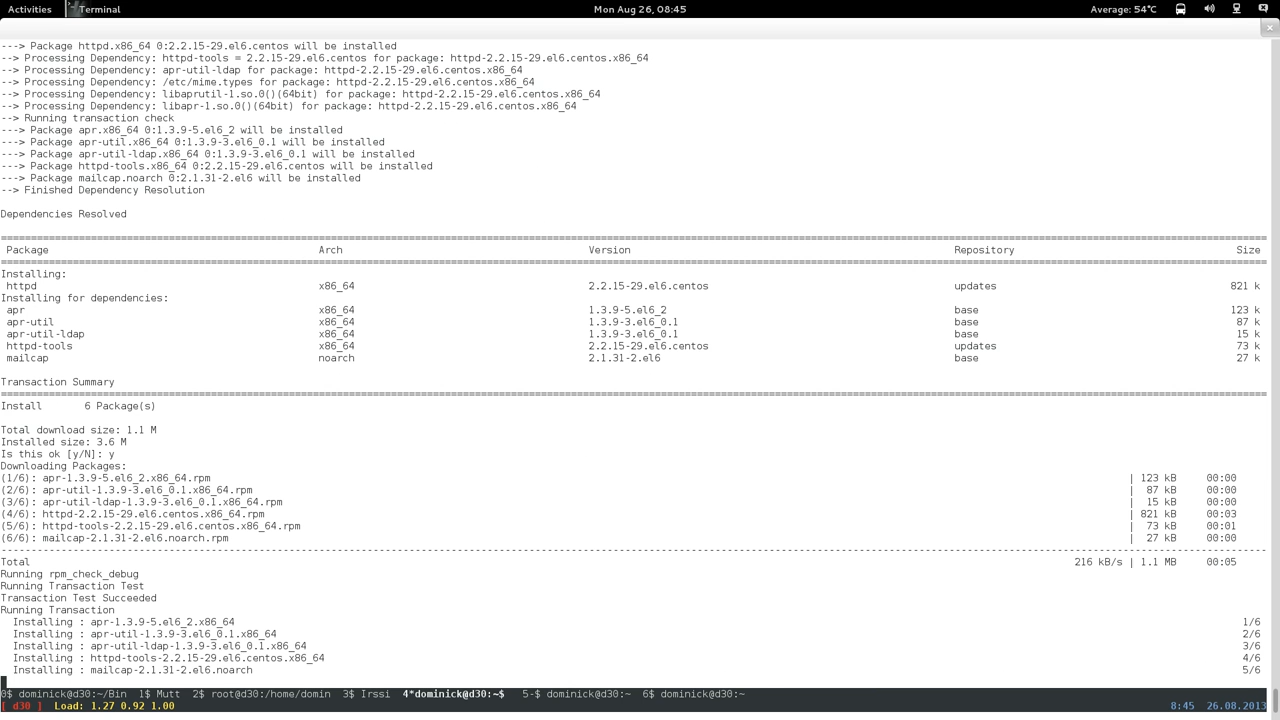 Activities Terminal Mon Aug 26, 08:45 Average: 54°C
---> Package httpd.x86_64 0:2.2.15-29.el6.centos will be installed
--> Processing Dependency: httpd-tools = 2.2.15-29.el6.centos for package: httpd-2.2.15-29.el6.centos.x86_64
--> Processing Dependency: apr-util-ldap for package: httpd-2.2.15-29.el6.centos.x86_64
--> Processing Dependency: /etc/mime.types for package: httpd-2.2.15-29.el6.centos.x86_64
--> Processing Dependency: libaprutil-1.so.0()(64bit) for package: httpd-2.2.15-29.el6.centos.x86_64
--> Processing Dependency: libapr-1.so.0()(64bit) for package: httpd-2.2.15-29.el6.centos.x86_64
--> Running transaction check
---> Package apr.x86_64 0:1.3.9-5.el6_2 will be installed
---> Package apr-util.x86_64 0:1.3.9-3.el6_0.1 will be installed
---> Package apr-util-ldap.x86_64 0:1.3.9-3.el6_0.1 will be installed
---> Package httpd-tools.x86_64 0:2.2.15-29.el6.centos will be installed
---> Package mailcap.noarch 0:2.1.31-2.el6 will be installed
--> Finished Dependency Resolution
Dependencies Resolved
Package Arch Version Repository Size
Installing:
httpd x86_64 2.2.15-29.el6.centos updates 821 k
Installing for dependencies:
apr x86_64 1.3.9-5.el6_2 base 123 k
apr-util x86_64 1.3.9-3.el6_0.1 base 87 k
apr-util-ldap x86_64 1.3.9-3.el6_0.1 base 15 k
httpd-tools x86_64 2.2.15-29.el6.centos updates 73 k
mailcap noarch 2.1.31-2.el6 base 27 k
Transaction Summary
Install 6 Package(s)
Total download size: 1.1 M
Installed size: 3.6 M
Is this ok [y/N]: y
Downloading Packages:
(1/6): apr-1.3.9-5.el6_2.x86_64.rpm | 123 kB 00:00
(2/6): apr-util-1.3.9-3.el6_0.1.x86_64.rpm | 87 kB 00:00
(3/6): apr-util-ldap-1.3.9-3.el6_0.1.x86_64.rpm | 15 kB 00:00
(4/6): httpd-2.2.15-29.el6.centos.x86_64.rpm | 821 kB 00:03
(5/6): httpd-tools-2.2.15-29.el6.centos.x86_64.rpm | 73 kB 00:01
(6/6): mailcap-2.1.31-2.el6.noarch.rpm | 27 kB 00:00
Total 216 kB/s | 1.1 MB 00:05
Running rpm_check_debug
Running Transaction Test
Transaction Test Succeeded
Running Transaction
Installing : apr-1.3.9-5.el6_2.x86_64 1/6
Installing : apr-util-1.3.9-3.el6_0.1.x86_64 2/6
Installing : apr-util-ldap-1.3.9-3.el6_0.1.x86_64 3/6
Installing : httpd-tools-2.2.15-29.el6.centos.x86_64 4/6
Installing : mailcap-2.1.31-2.el6.noarch 5/6
0$ dominick@d30:~/Bin 1$ Mutt 2$ root@d30:/home/domin 3$ Irssi 4*dominick@d30:~$ 5-$ dominick@d30:~ 6$ dominick@d30:~
[ d30 ] Load: 1.27 0.92 1.00 8:45 26.08.2013